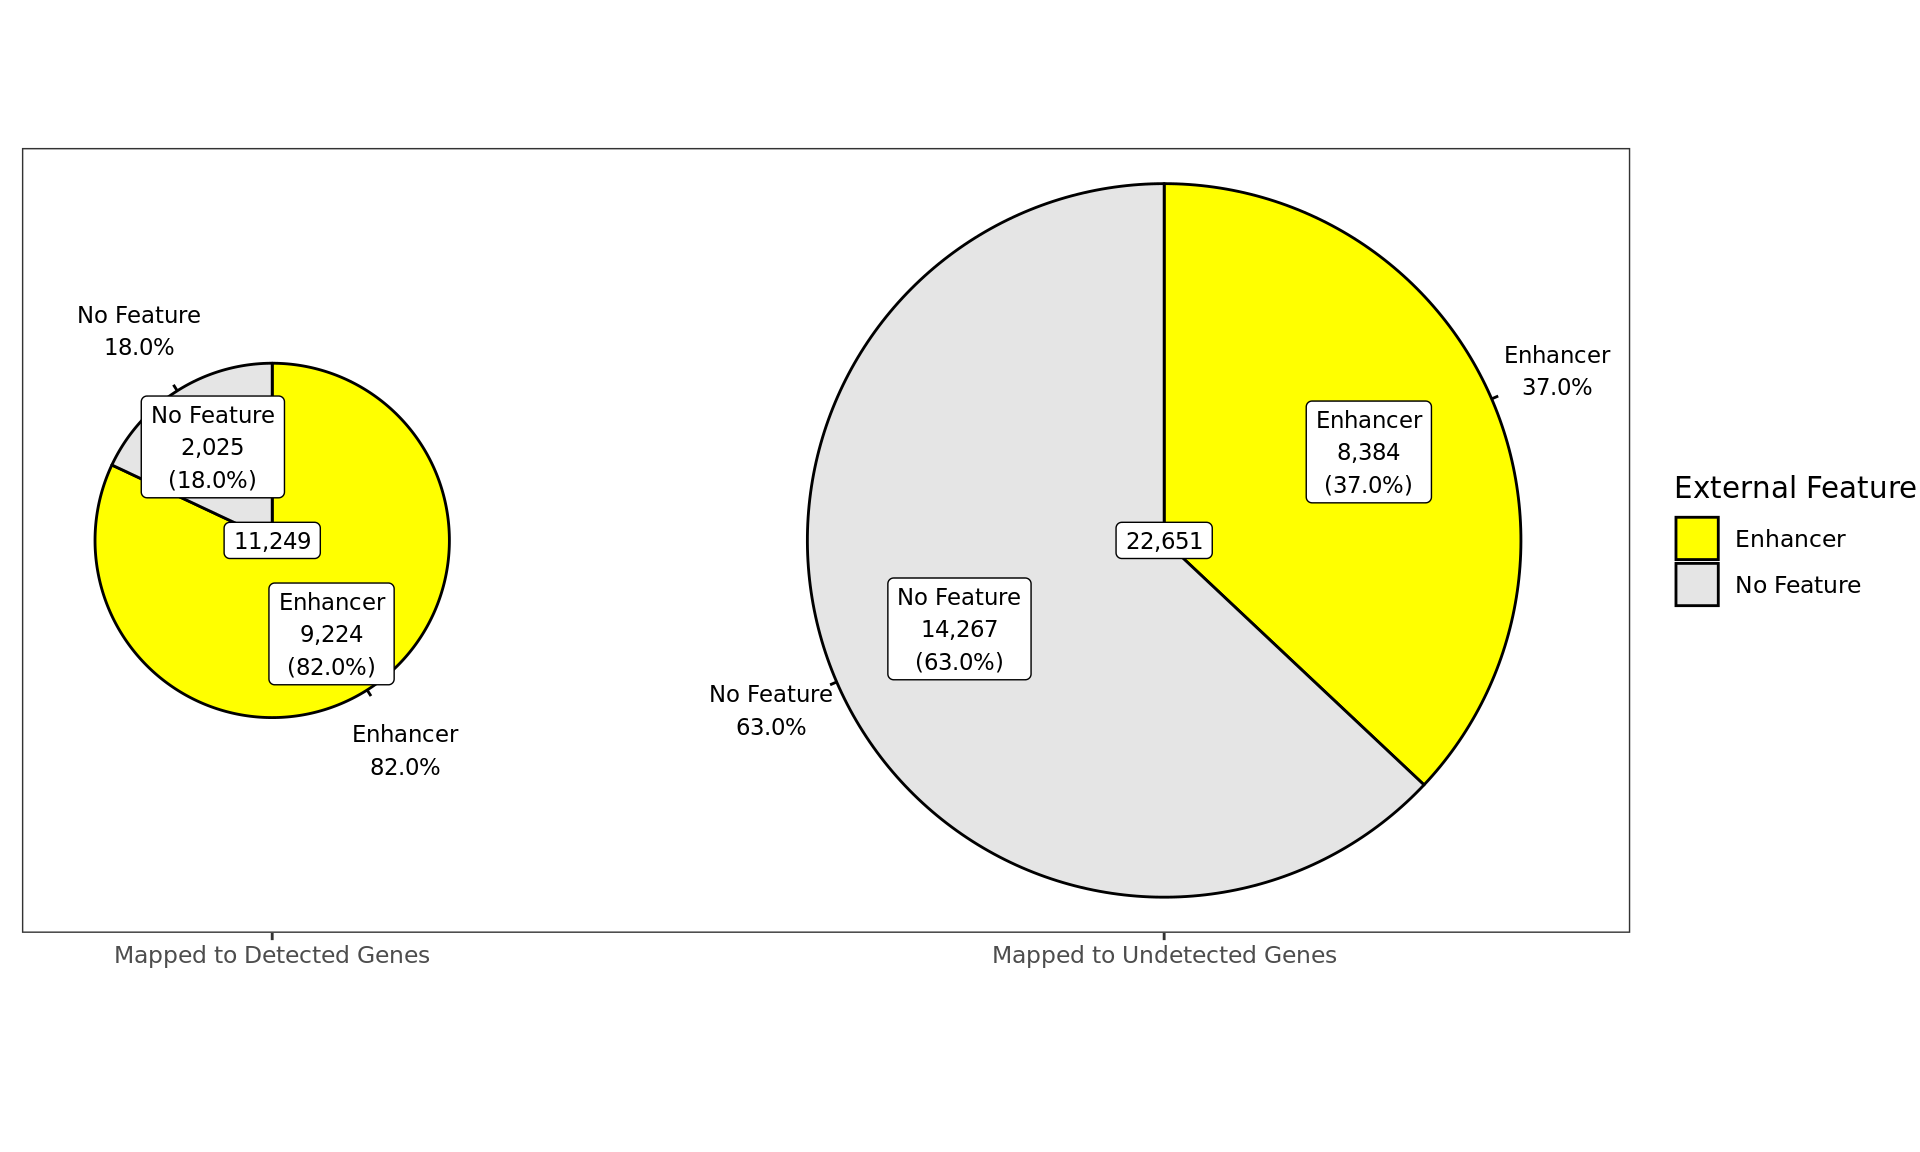 No Feature
18.0%
No Feature
2,025
(18.0%)
11,249
Enhancer
9,224
(82.0%)
Enhancer
82.0%
Enhancer
37.0%
Enhancer
8,384
(37.0%)
22,651
No Feature
14,267
(63.0%)
No Feature
63.0%
Mapped to Detected Genes
Mapped to Undetected Genes
External Feature
Enhancer
No Feature